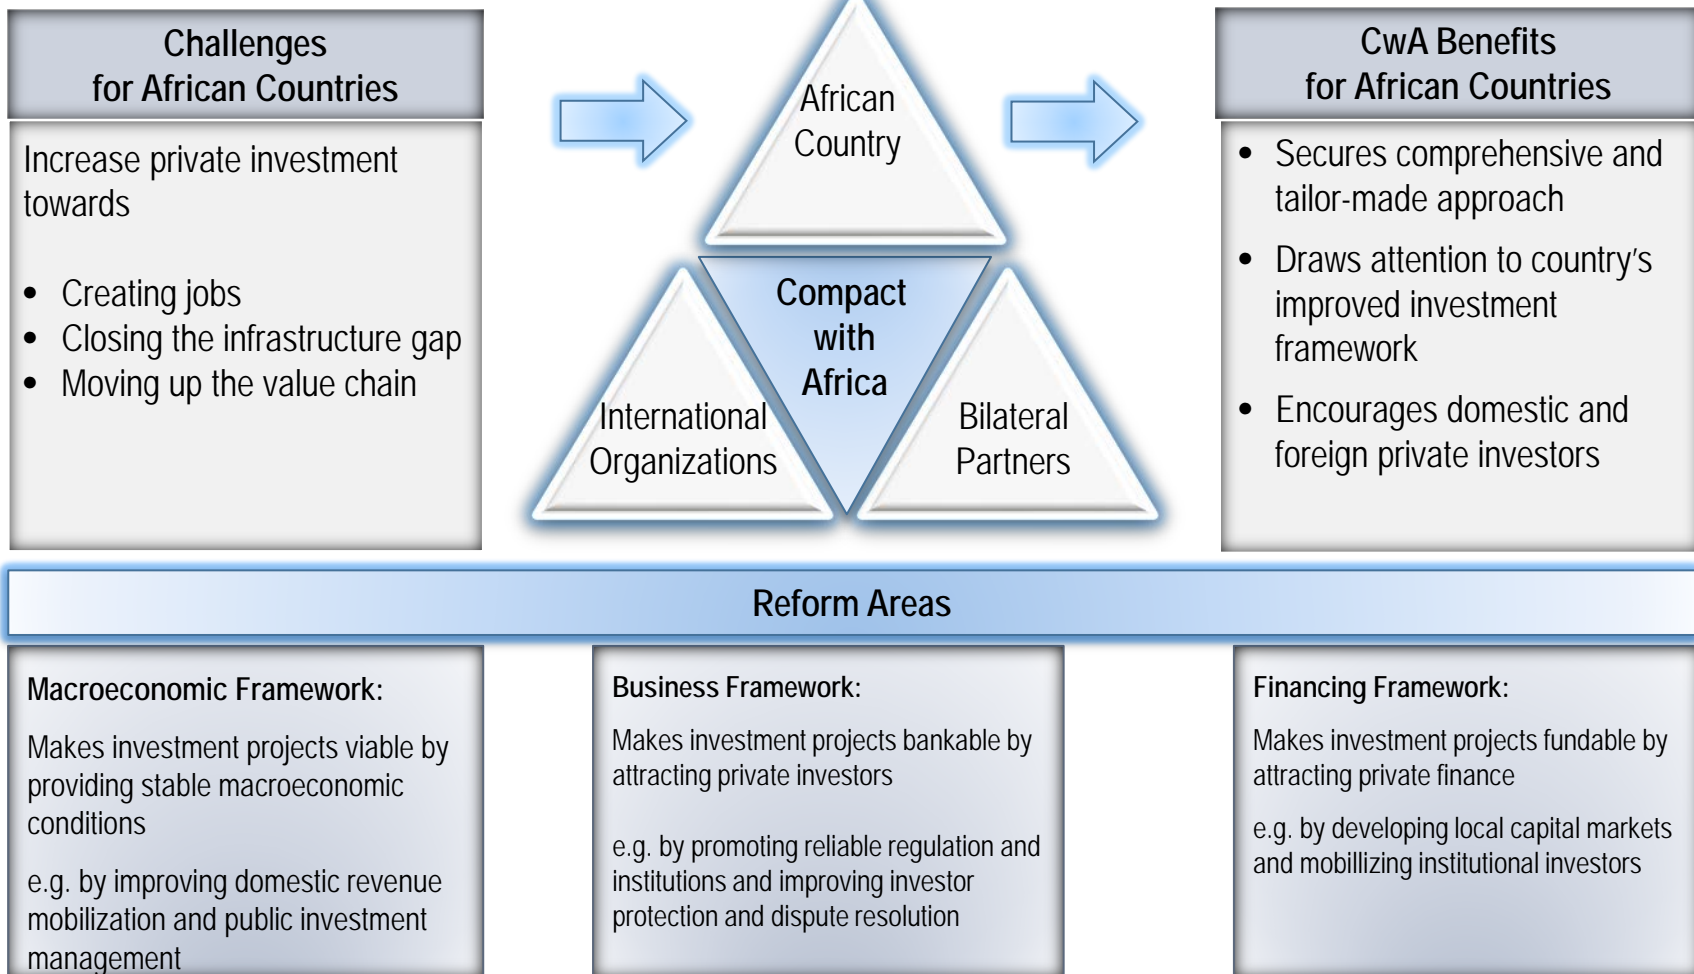 Challenges
for African Countries
Increase private investment
towards
• Creating jobs
• Closing the infrastructure gap
• Moving up the value chain
African
Country
Compact
with
Africa
International
Organizations
Bilateral
Partners
CwA Benefits
for African Countries
• Secures comprehensive and
tailor-made approach
• Draws attention to country's
improved investment
framework
• Encourages domestic and
foreign private investors
Reform Areas
Macroeconomic Framework:
Makes investment projects viable by
providing stable macroeconomic
conditions
e.g. by improving domestic revenue
mobilization and public investment
management
Business Framework:
Makes investment projects bankable by
attracting private investors
e.g. by promoting reliable regulation and
institutions and improving investor
protection and dispute resolution
Financing Framework:
Makes investment projects fundable by
attracting private finance
e.g. by developing local capital markets
and mobillizing institutional investors